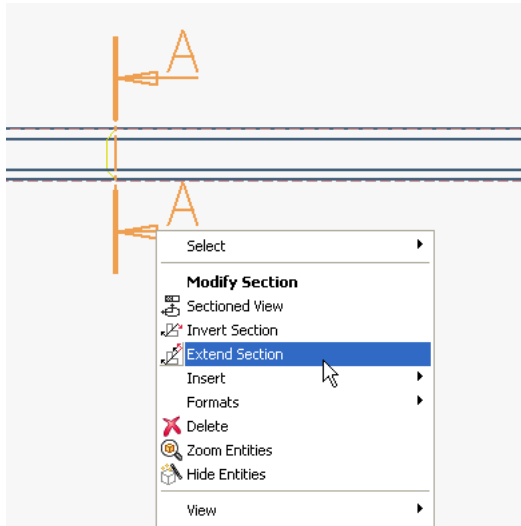 A
A
Select
Modify Section
Sectioned View
Invert Section
Extend Section
Insert
Formats
Delete
Zoom Entities
Hide Entities
View